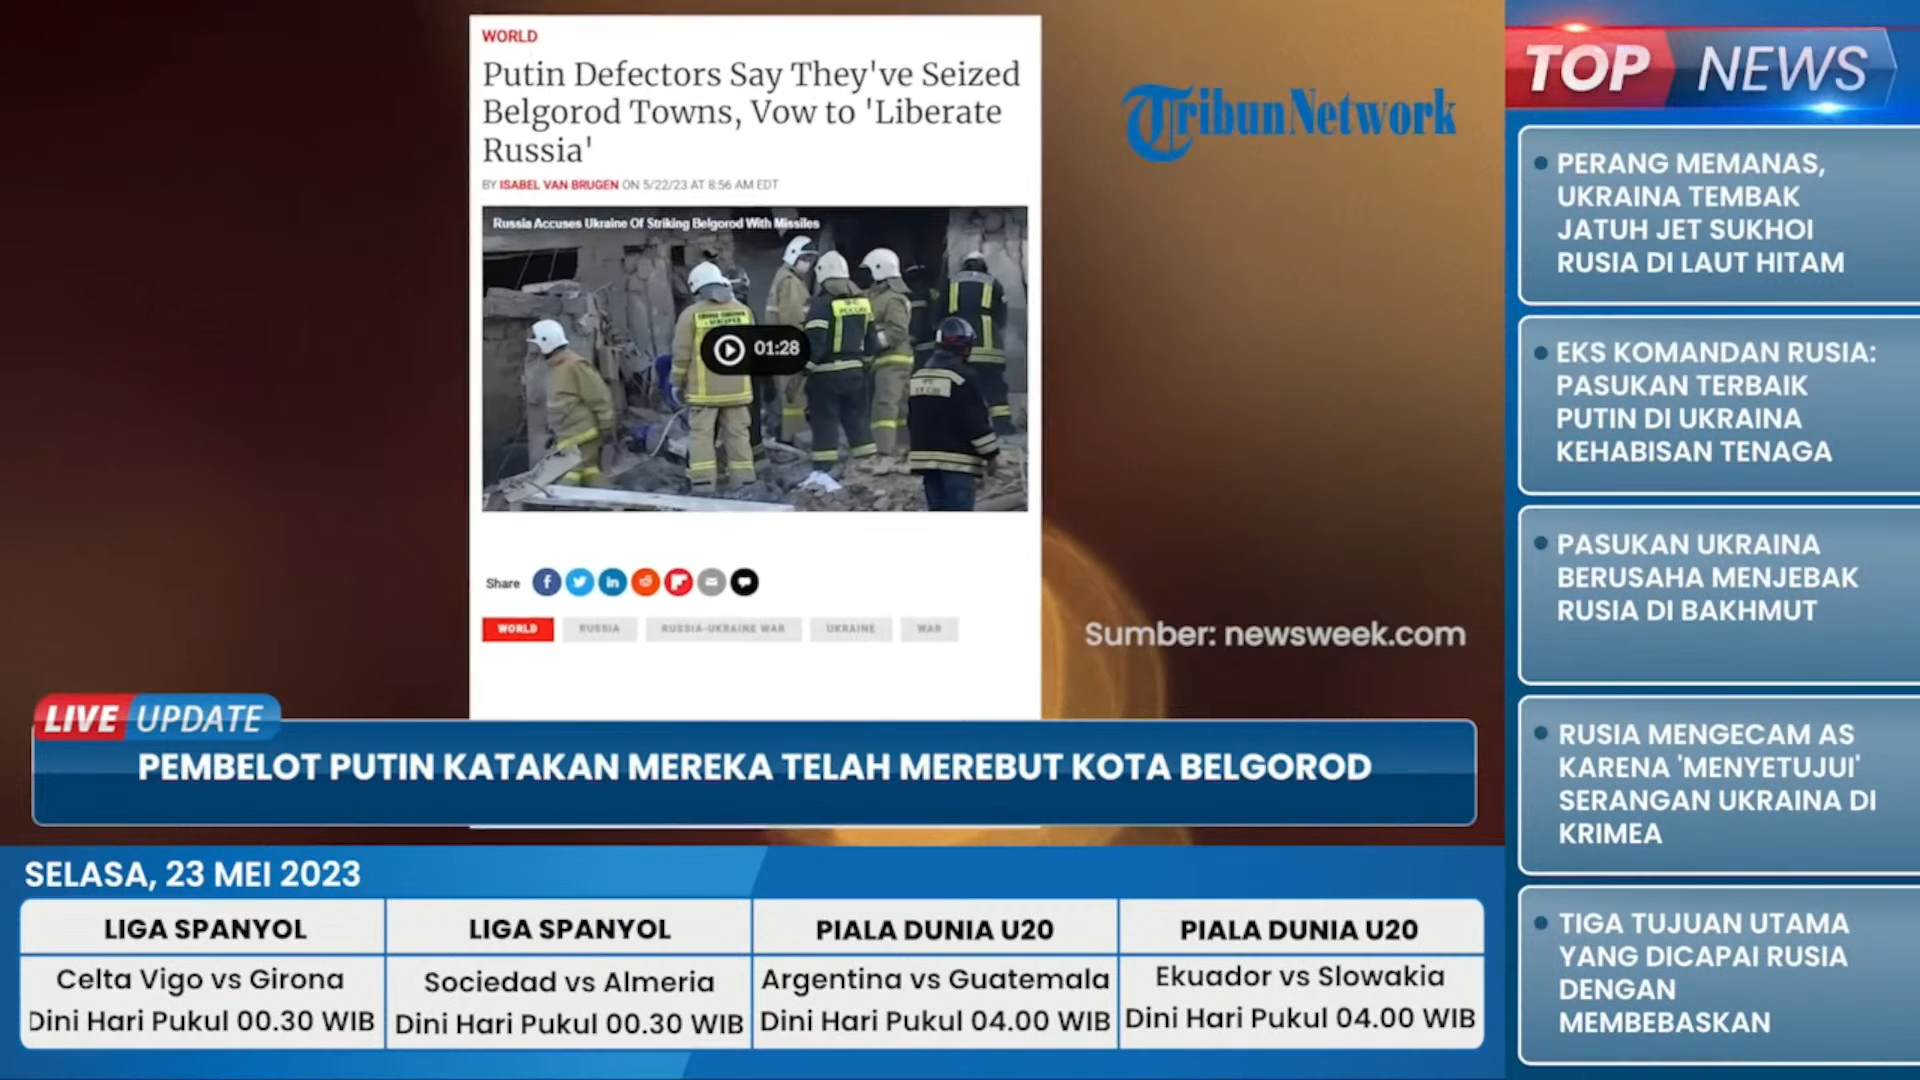 WORLD
Putin Defectors Say They've Seized
Belgorod Towns, Vow to 'Liberate
Russia'
BY ISABEL VAN BRUGEN ON 5/22/23 AT 8:56 AM EDT
Russia Accuses Ukraine Of Striking Belgorod With Missiles
01:28
Share
WORLD
RUSSIA
RUSSIA-UKRAINE WAR
UKRAINE
WAR
TribunNetwork
Sumber: newsweek.com
LIVE UPDATE
PEMBELOT PUTIN KATAKAN MEREKA TELAH MEREBUT KOTA BELGOROD
SELASA, 23 MEI 2023
LIGA SPANYOL
Celta Vigo vs Girona
Dini Hari Pukul 00.30 WIB
LIGA SPANYOL
Sociedad vs Almeria
Dini Hari Pukul 00.30 WIB
PIALA DUNIA U20
Argentina vs Guatemala
Dini Hari Pukul 04.00 WIB
PIALA DUNIA U20
Ekuador vs Slowakia
Dini Hari Pukul 04.00 WIB
TOP NEWS
PERANG MEMANAS,
UKRAINA TEMBAK
JATUH JET SUKHOI
RUSIA DI LAUT HITAM
EKS KOMANDAN RUSIA:
PASUKAN TERBAIK
PUTIN DI UKRAINA
KEHABISAN TENAGA
PASUKAN UKRAINA
BERUSAHA MENJEBAK
RUSIA DI BAKHMUT
RUSIA MENGECAM AS
KARENA 'MENYETUJUI'
SERANGAN UKRAINA DI
KRIMEA
TIGA TUJUAN UTAMA
YANG DICAPAI RUSIA
DENGAN
MEMBEBASKAN